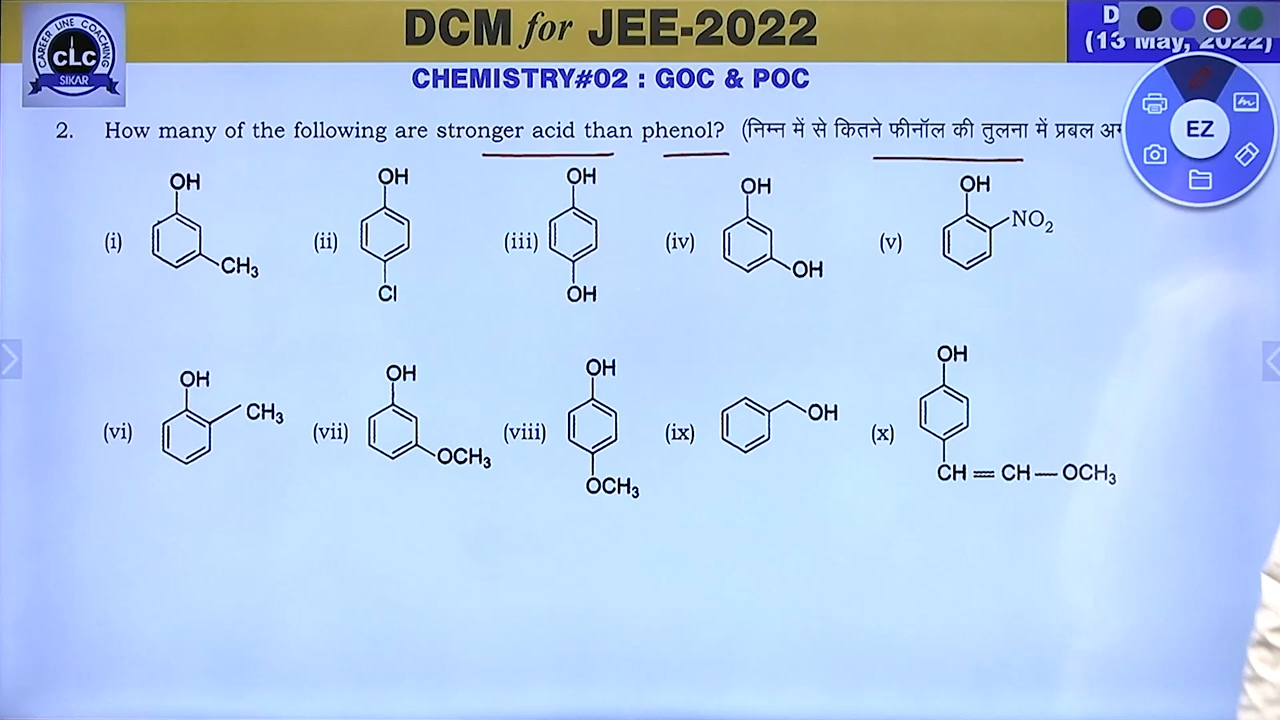 CAREER LINE COACHING
CLC
SIKAR
DCM for JEE-2022
D
(13 May, 2022)
CHEMISTRY#02 : GOC & POC
EZ
2. How many of the following are stronger acid than phenol? (निम्न में से कितने फीनॉल की तुलना में प्रबल
(i) OH CH3
(ii) OH Cl
(iii) OH OH
(iv) OH OH
(v) OH NO2
(vi) OH CH3
(vii) OH OCH3
(viii) OH OCH3
(ix) OH
(x) OH CH=CH—OCH3